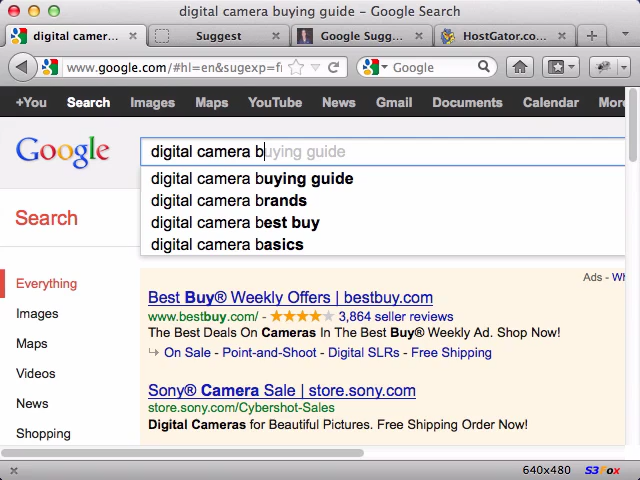 digital camera buying guide – Google Search
digital camer...
Suggest
Google Sugg...
HostGator.co...
www.google.com/#hl=en&sugexp=f
Google
+You Search Images Maps YouTube News Gmail Documents Calendar More
Google
digital camera buying guide
digital camera buying guide
digital camera brands
digital camera best buy
digital camera basics
Search
Everything
Images
Maps
Videos
News
Shopping
Ads - Wh
Best Buy® Weekly Offers | bestbuy.com
www.bestbuy.com/ - 3,864 seller reviews
The Best Deals On Cameras In The Best Buy® Weekly Ad. Shop Now!
On Sale - Point-and-Shoot - Digital SLRs - Free Shipping
Sony® Camera Sale | store.sony.com
store.sony.com/Cybershot-Sales
Digital Cameras for Beautiful Pictures. Free Shipping Order Now!
640x480 S3Fox